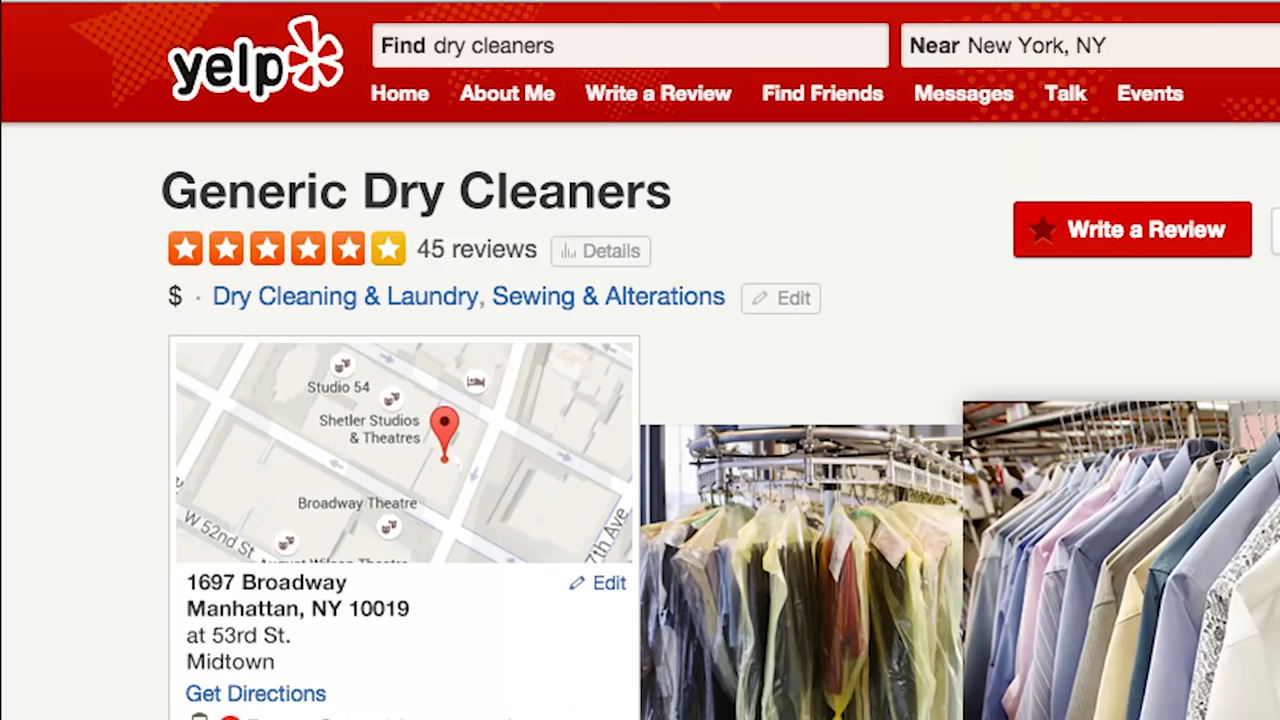 yelp
Find dry cleaners
Near New York, NY
Home About Me Write a Review Find Friends Messages Talk Events
Generic Dry Cleaners
45 reviews Details
Write a Review
$ · Dry Cleaning & Laundry, Sewing & Alterations Edit
Studio 54
Shetler Studios
& Theatres
Broadway Theatre
W 52nd St
7th Ave
1697 Broadway Edit
Manhattan, NY 10019
at 53rd St.
Midtown
Get Directions